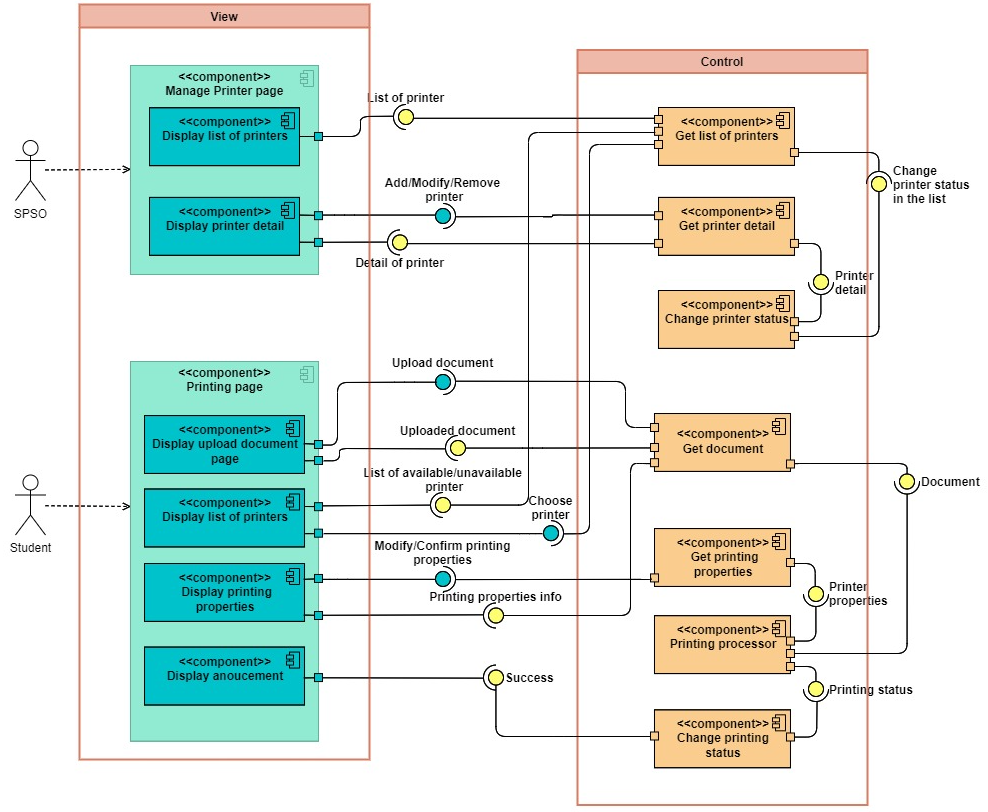 View
Control
<<component>>
Manage Printer page
<<component>>
Display list of printers
<<component>>
Display printer detail
SPSO
List of printer
Add/Modify/Remove
printer
Detail of printer
<<component>>
Get list of printers
<<component>>
Get printer detail
<<component>>
Change printer status
Change
printer status
in the list
Printer
detail
<<component>>
Printing page
<<component>>
Display upload document
page
<<component>>
Display list of printers
<<component>>
Display printing
properties
<<component>>
Display anoucement
Student
Upload document
Uploaded document
List of available/unavailable
printer
Choose
printer
Modify/Confirm printing
properties
Printing properties info
Success
<<component>>
Get document
<<component>>
Get printing
properties
<<component>>
Printing processor
<<component>>
Change printing
status
Document
Printer
properties
Printing status